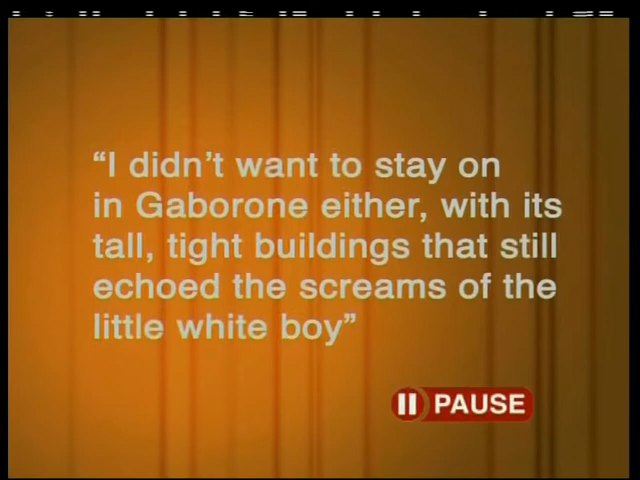 “I didn’t want to stay on
in Gaborone either, with its
tall, tight buildings that still
echoed the screams of the
little white boy”
PAUSE